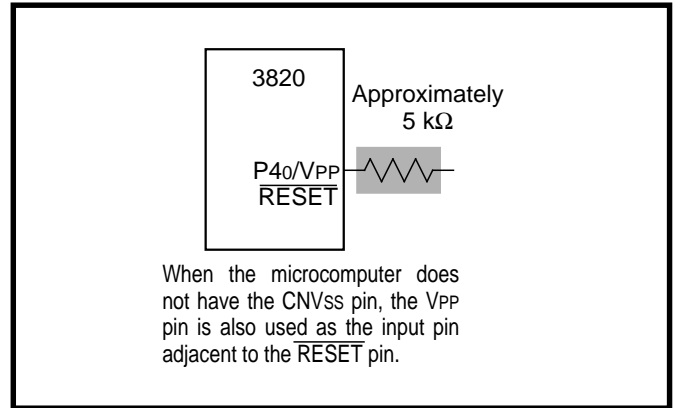 3820
Approximately
5 kΩ
P40/VPP
RESET
When the microcomputer does
not have the CNVSS pin, the VPP
pin is also used as the input pin
adjacent to the RESET pin.